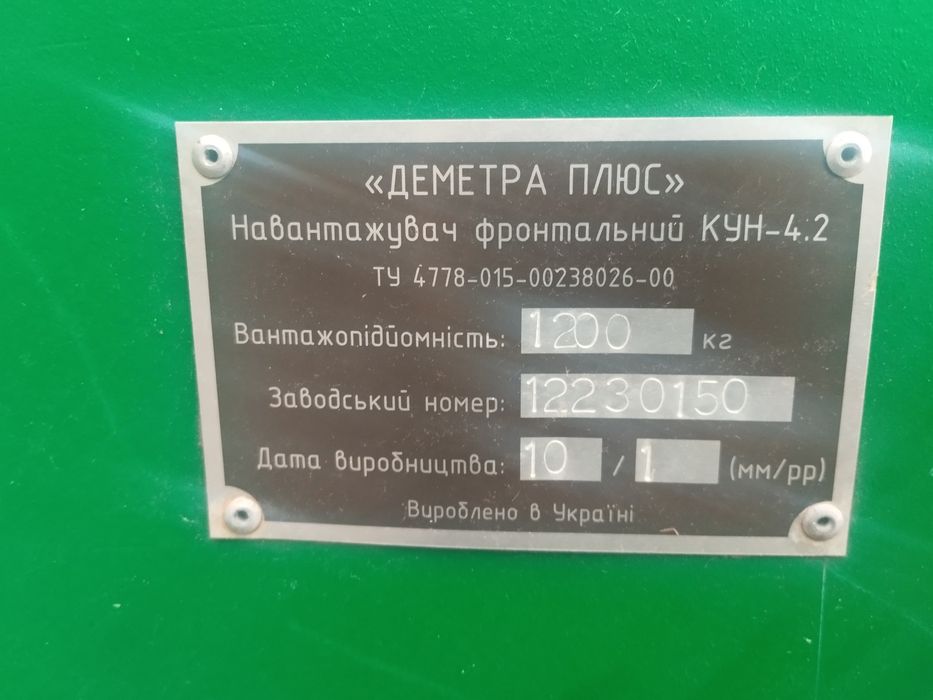 «ДЕМЕТРА ПЛЮС»
Навантажувач фронтальний КУН-4.2
ТУ 4778-015-00238026-00
Вантажопідйомність: 1200 кг
Заводський номер: 12230150
Дата виробництва: 10 / 1 (мм/рр)
Вироблено в Україні